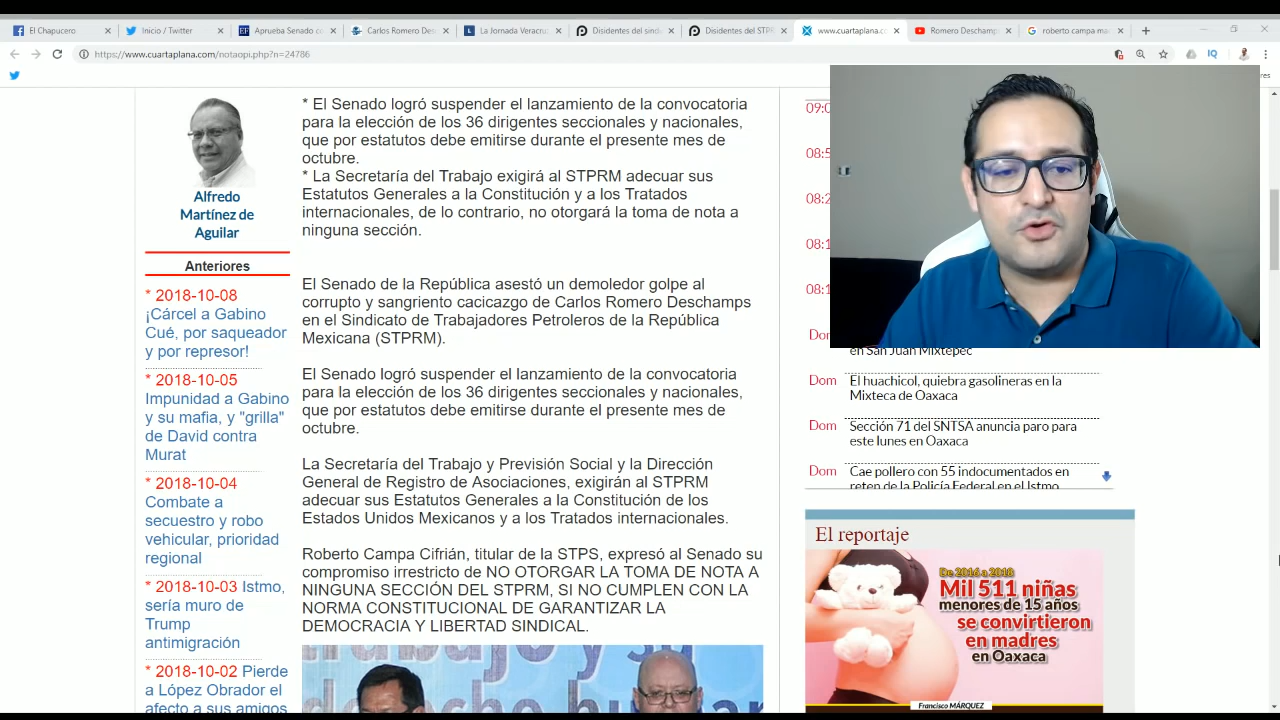 El Chapucero
Inicio / Twitter
Aprueba Senado co
Carlos Romero Des
La Jornada Veracru
Disidentes del sind
Disidentes del STPR
www.cuartaplana.co
Romero Deschamp
roberto campa ma
https://www.cuartaplana.com/notaopi.php?n=24786
Alfredo
Martínez de
Aguilar
Anteriores
* 2018-10-08
¡Cárcel a Gabino
Cué, por saqueador
y por represor!
* 2018-10-05
Impunidad a Gabino
y su mafia, y "grilla"
de David contra
Murat
* 2018-10-04
Combate a
secuestro y robo
vehicular, prioridad
regional
* 2018-10-03 Istmo,
sería muro de
Trump
antimigración
* 2018-10-02 Pierde
a López Obrador el
afecto a sus amigos
* El Senado logró suspender el lanzamiento de la convocatoria
para la elección de los 36 dirigentes seccionales y nacionales,
que por estatutos debe emitirse durante el presente mes de
octubre.
* La Secretaría del Trabajo exigirá al STPRM adecuar sus
Estatutos Generales a la Constitución y a los Tratados
internacionales, de lo contrario, no otorgará la toma de nota a
ninguna sección.
El Senado de la República asestó un demoledor golpe al
corrupto y sangriento cacicazgo de Carlos Romero Deschamps
en el Sindicato de Trabajadores Petroleros de la República
Mexicana (STPRM).
El Senado logró suspender el lanzamiento de la convocatoria
para la elección de los 36 dirigentes seccionales y nacionales,
que por estatutos debe emitirse durante el presente mes de
octubre.
La Secretaría del Trabajo y Previsión Social y la Dirección
General de Registro de Asociaciones, exigirán al STPRM
adecuar sus Estatutos Generales a la Constitución de los
Estados Unidos Mexicanos y a los Tratados internacionales.
Roberto Campa Cifrián, titular de la STPS, expresó al Senado su
compromiso irrestricto de NO OTORGAR LA TOMA DE NOTA A
NINGUNA SECCIÓN DEL STPRM, SI NO CUMPLEN CON LA
NORMA CONSTITUCIONAL DE GARANTIZAR LA
DEMOCRACIA Y LIBERTAD SINDICAL.
09:0
08:5
08:2
08:1
08:1
Dom
en San Juan Mixtepec
Dom El huachicol, quiebra gasolineras en la
Mixteca de Oaxaca
Dom Sección 71 del SNTSA anuncia paro para
este lunes en Oaxaca
Dom Cae pollero con 55 indocumentados en
reten de la Policía Federal en el Istmo
El reportaje
De 2016 a 2018
Mil 511 niñas
menores de 15 años
se convirtieron
en madres
en Oaxaca
Francisco MÁRQUEZ